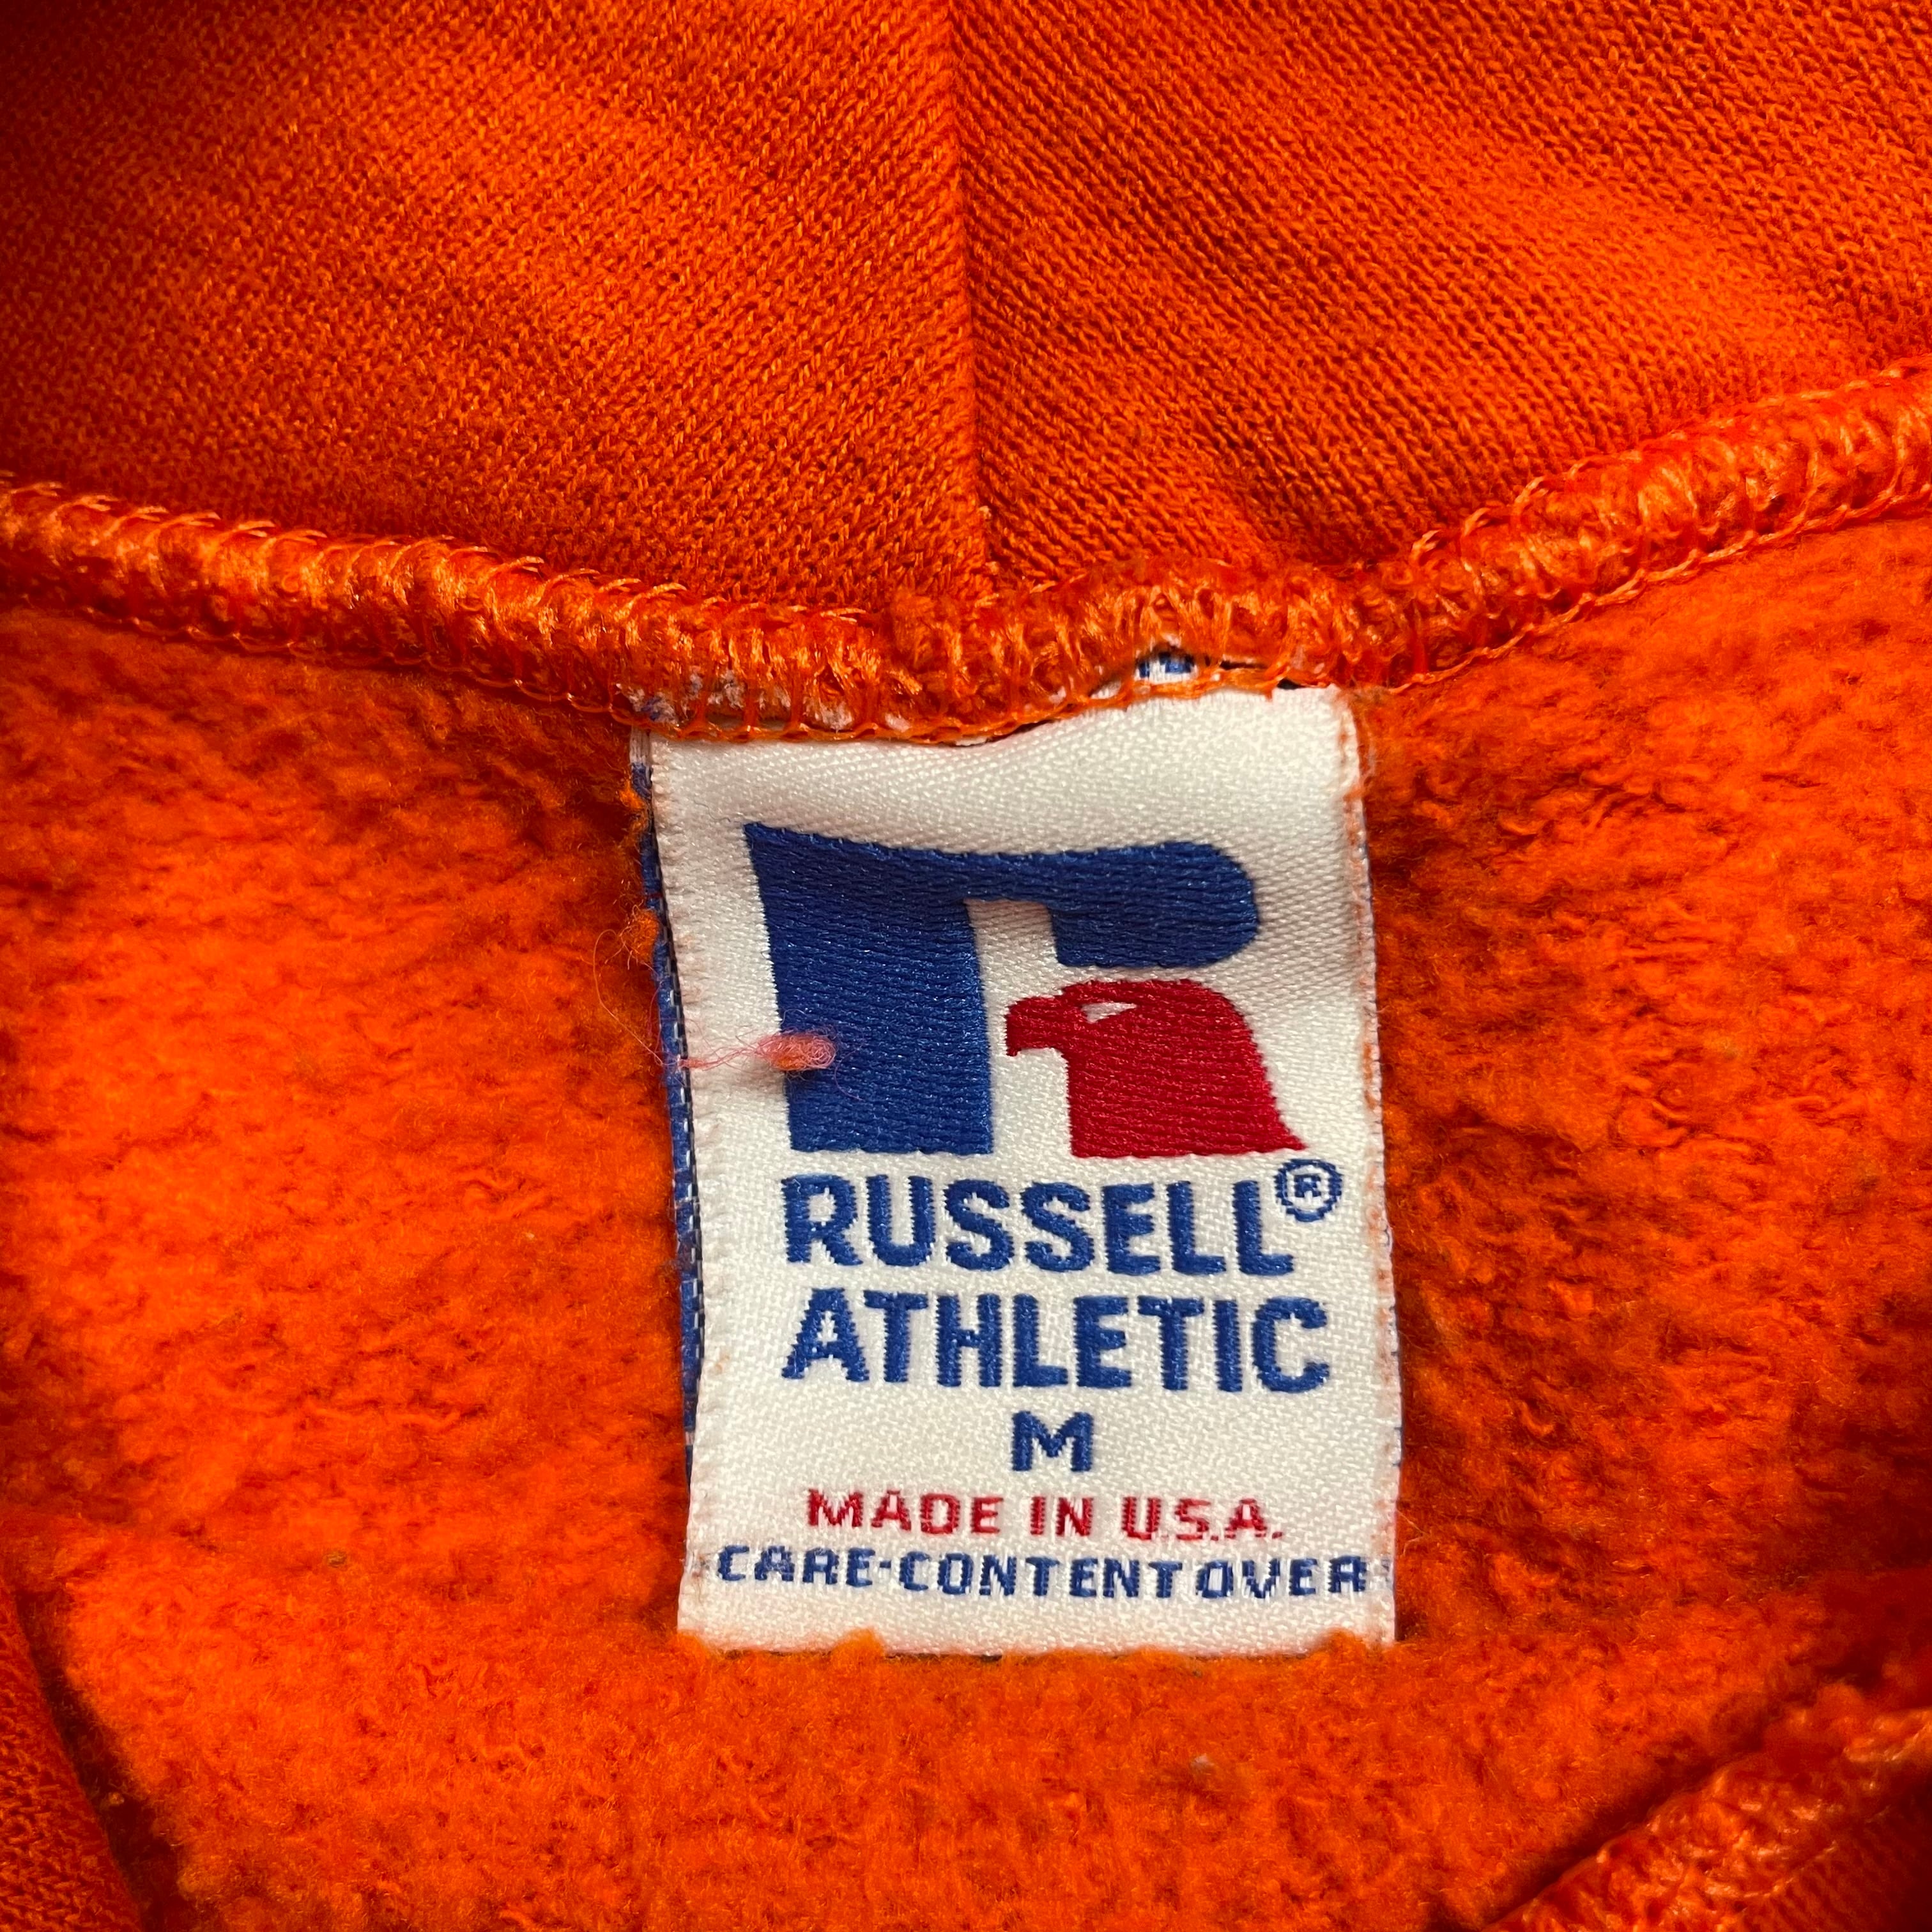 RUSSELL®
ATHLETIC
M
MADE IN U.S.A.
CARE·CONTENT OVER